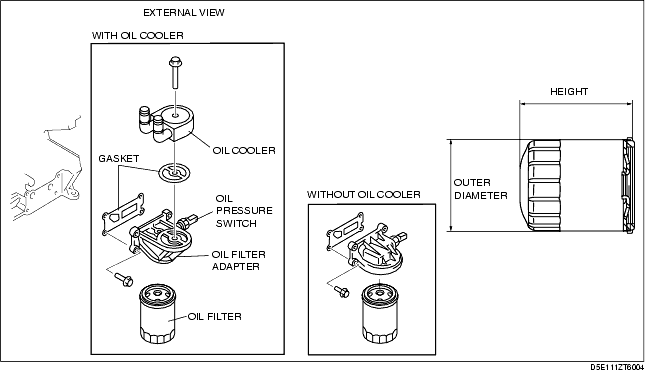 EXTERNAL VIEW
WITH OIL COOLER
OIL COOLER
GASKET
OIL
PRESSURE
SWITCH
OIL FILTER
ADAPTER
OIL FILTER
WITHOUT OIL COOLER
HEIGHT
OUTER
DIAMETER
D5E111ZT6004